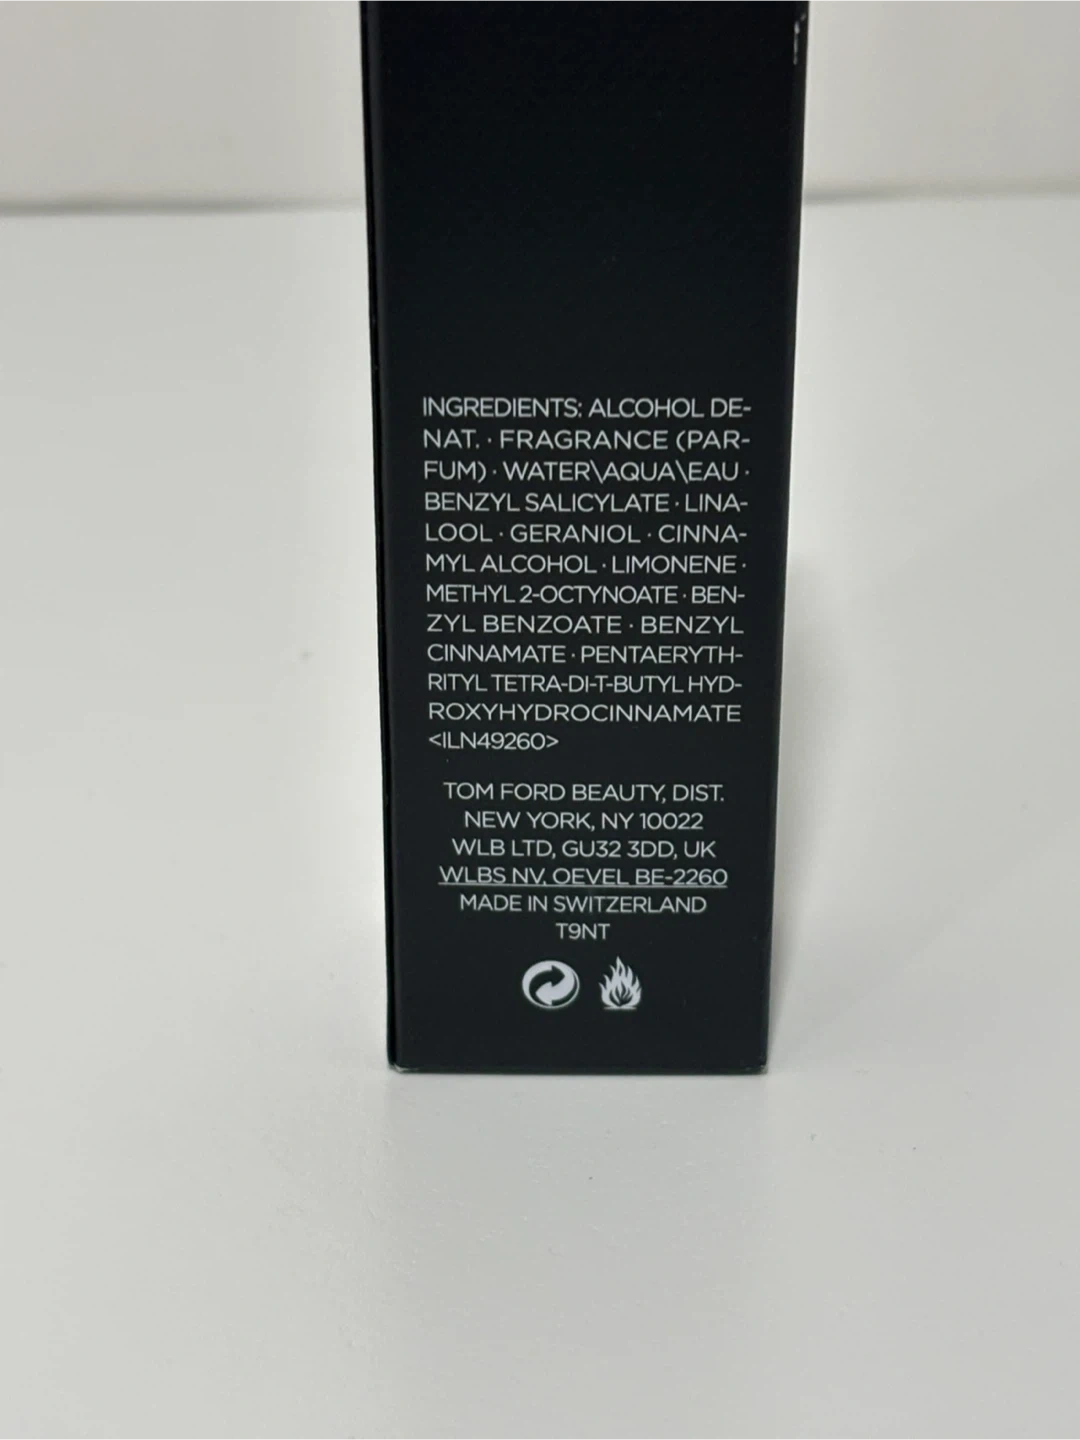 INGREDIENTS: ALCOHOL DE-
NAT. · FRAGRANCE (PAR-
FUM) · WATER\AQUA\EAU ·
BENZYL SALICYLATE · LINA-
LOOL · GERANIOL · CINNA-
MYL ALCOHOL · LIMONENE ·
METHYL 2-OCTYNOATE · BEN-
ZYL BENZOATE · BENZYL
CINNAMATE · PENTAERYTH-
RITYL TETRA-DI-T-BUTYL HYD-
ROXYHYDROCINNAMATE
<ILN49260>
TOM FORD BEAUTY, DIST.
NEW YORK, NY 10022
WLB LTD, GU32 3DD, UK
WLBS NV, OEVEL BE-2260
MADE IN SWITZERLAND
T9NT